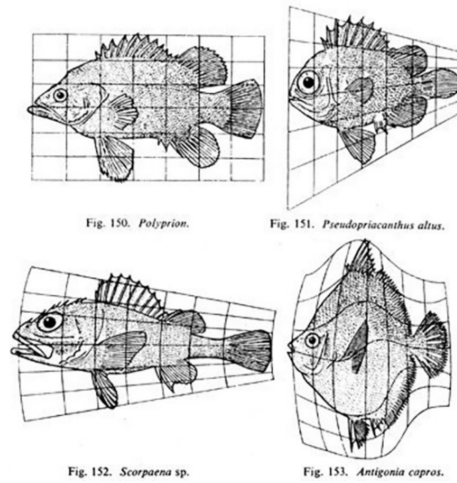 Fig. 150. Polyprion.
Fig. 151. Pseudopriacanthus altus.
Fig. 152. Scorpaena sp.
Fig. 153. Antigonia capros.